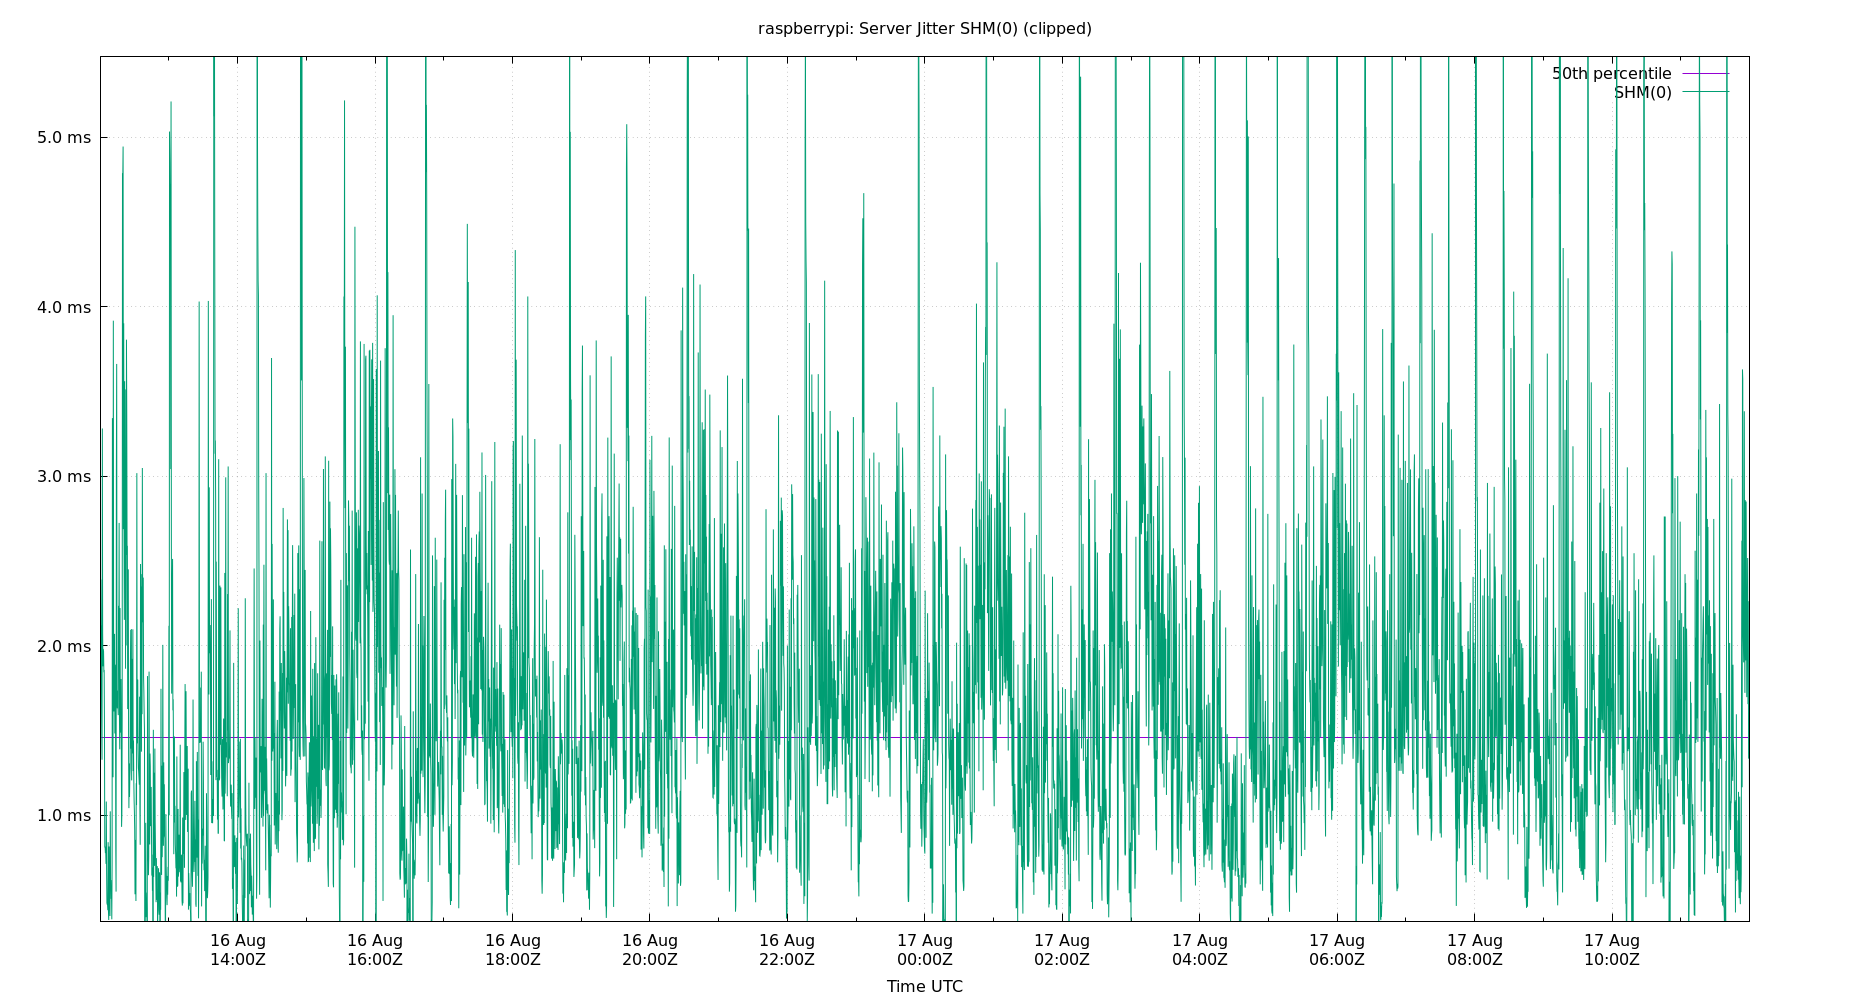 raspberrypi: Server Jitter SHM(0) (clipped)
50th percentile
SHM(0)
5.0 ms
4.0 ms
3.0 ms
2.0 ms
1.0 ms
16 Aug 16 Aug 16 Aug 16 Aug 16 Aug 17 Aug 17 Aug 17 Aug 17 Aug 17 Aug 17 Aug
14:00Z 16:00Z 18:00Z 20:00Z 22:00Z 00:00Z 02:00Z 04:00Z 06:00Z 08:00Z 10:00Z
Time UTC